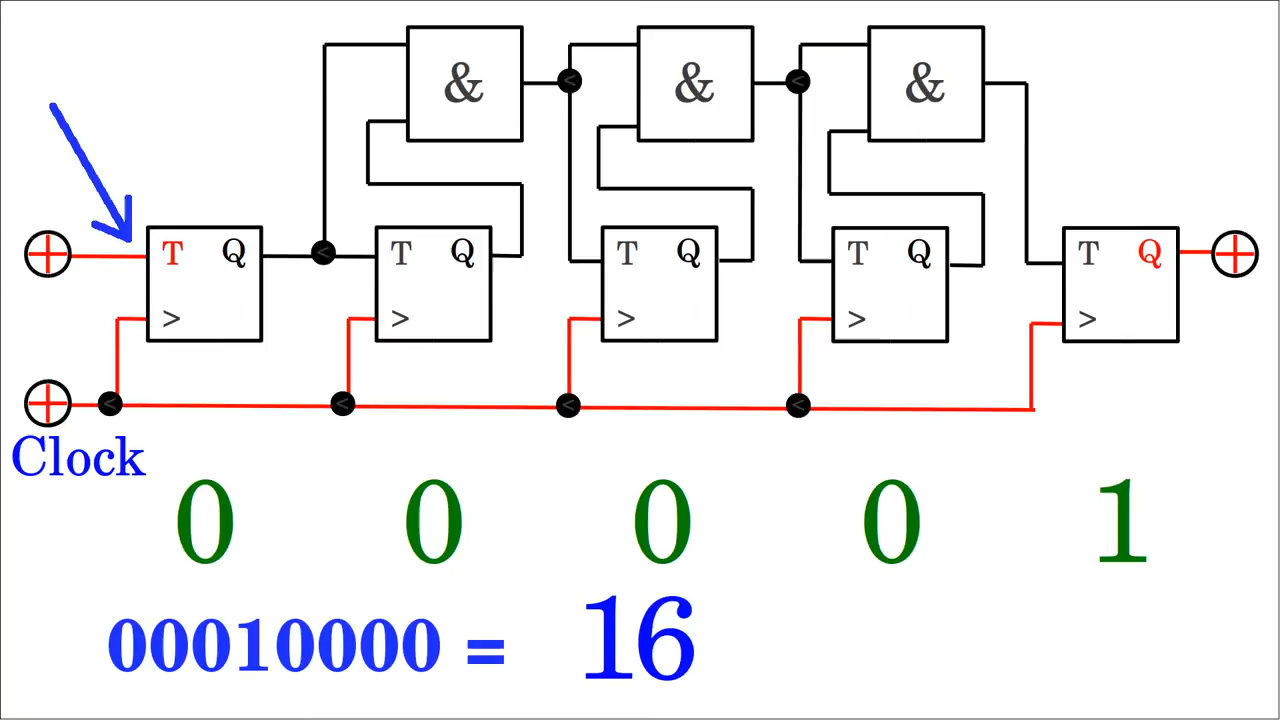 & & &
T Q T Q T Q T Q T Q
> > > > >
< < < < < < <
Clock
0 0 0 0 1
00010000 = 16